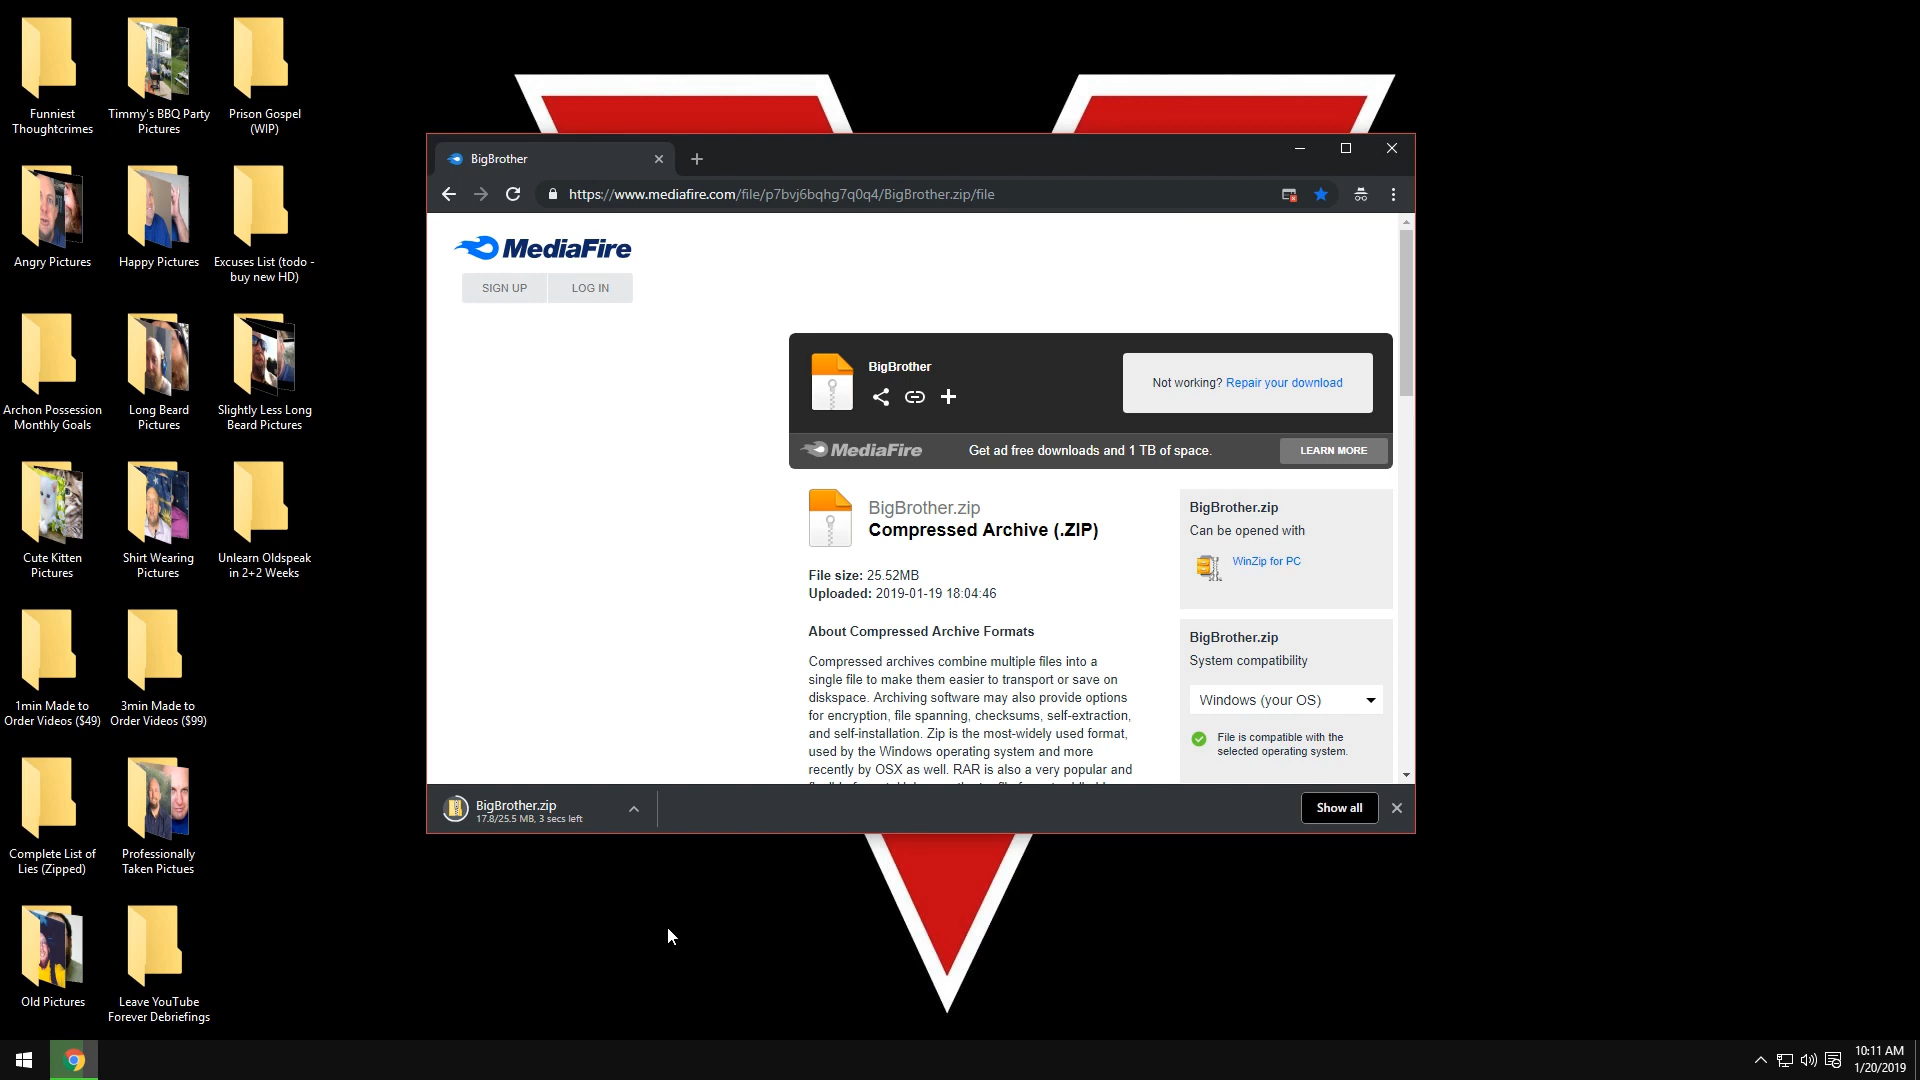 Funniest
Thoughtcrimes
Timmy's BBQ Party
Pictures
Prison Gospel
(WIP)
Angry Pictures
Happy Pictures
Excuses List (todo -
buy new HD)
Archon Possession
Monthly Goals
Long Beard
Pictures
Slightly Less Long
Beard Pictures
Cute Kitten
Pictures
Shirt Wearing
Pictures
Unlearn Oldspeak
in 2+2 Weeks
1min Made to
Order Videos ($49)
3min Made to
Order Videos ($99)
Complete List of
Lies (Zipped)
Professionally
Taken Pictues
Old Pictures
Leave YouTube
Forever Debriefings
BigBrother
https://www.mediafire.com/file/p7bvj6bqhg7q0q4/BigBrother.zip/file
MediaFire
SIGN UP
LOG IN
BigBrother
Not working? Repair your download
MediaFire
Get ad free downloads and 1 TB of space.
LEARN MORE
BigBrother.zip
Compressed Archive (.ZIP)
File size: 25.52MB
Uploaded: 2019-01-19 18:04:46
About Compressed Archive Formats
Compressed archives combine multiple files into a
single file to make them easier to transport or save on
diskspace. Archiving software may also provide options
for encryption, file spanning, checksums, self-extraction,
and self-installation. Zip is the most-widely used format,
used by the Windows operating system and more
recently by OSX as well. RAR is also a very popular and
BigBrother.zip
Can be opened with
WinZip for PC
BigBrother.zip
System compatibility
Windows (your OS)
File is compatible with the
selected operating system.
BigBrother.zip
17.8/25.5 MB, 3 secs left
Show all
10:11 AM
1/20/2019